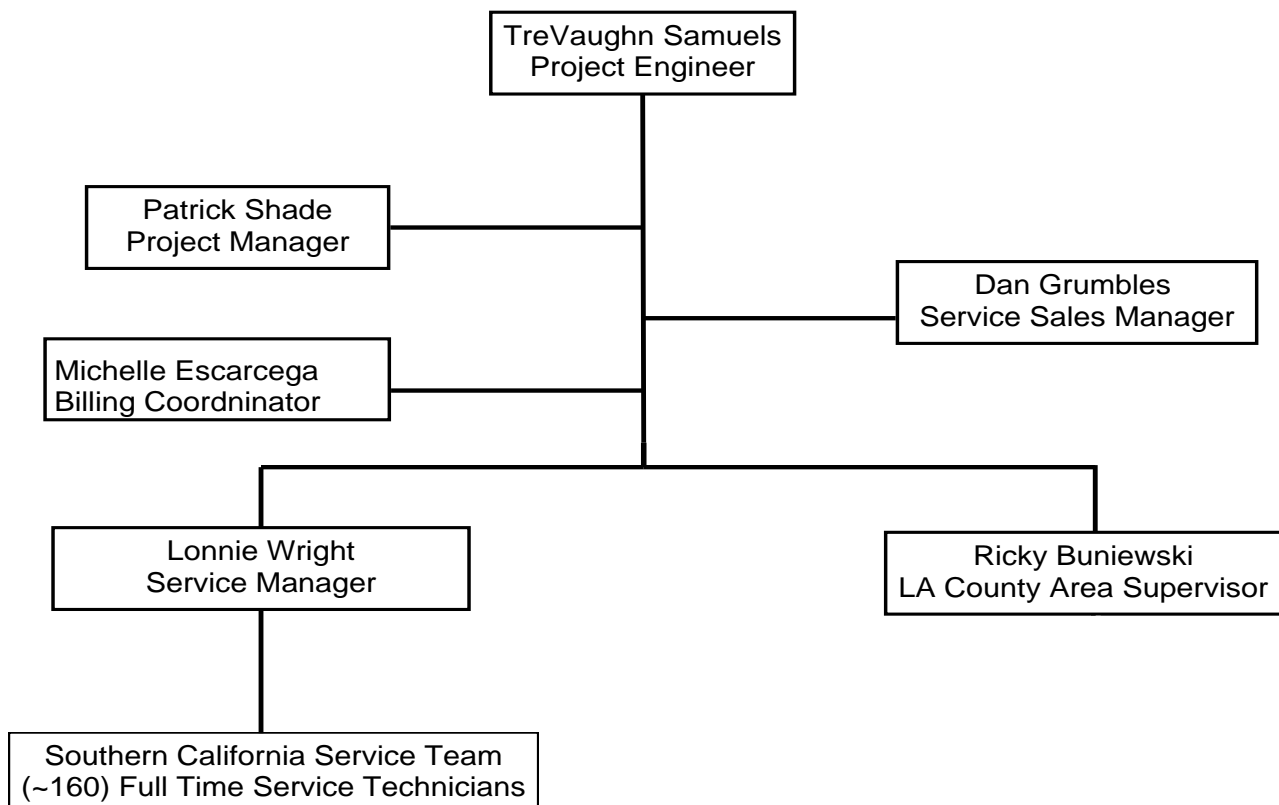 TreVaughn Samuels
Project Engineer
Patrick Shade
Project Manager
Dan Grumbles
Service Sales Manager
Michelle Escarcega
Billing Coordninator
Lonnie Wright
Service Manager
Ricky Buniewski
LA County Area Supervisor
Southern California Service Team
(~160) Full Time Service Technicians